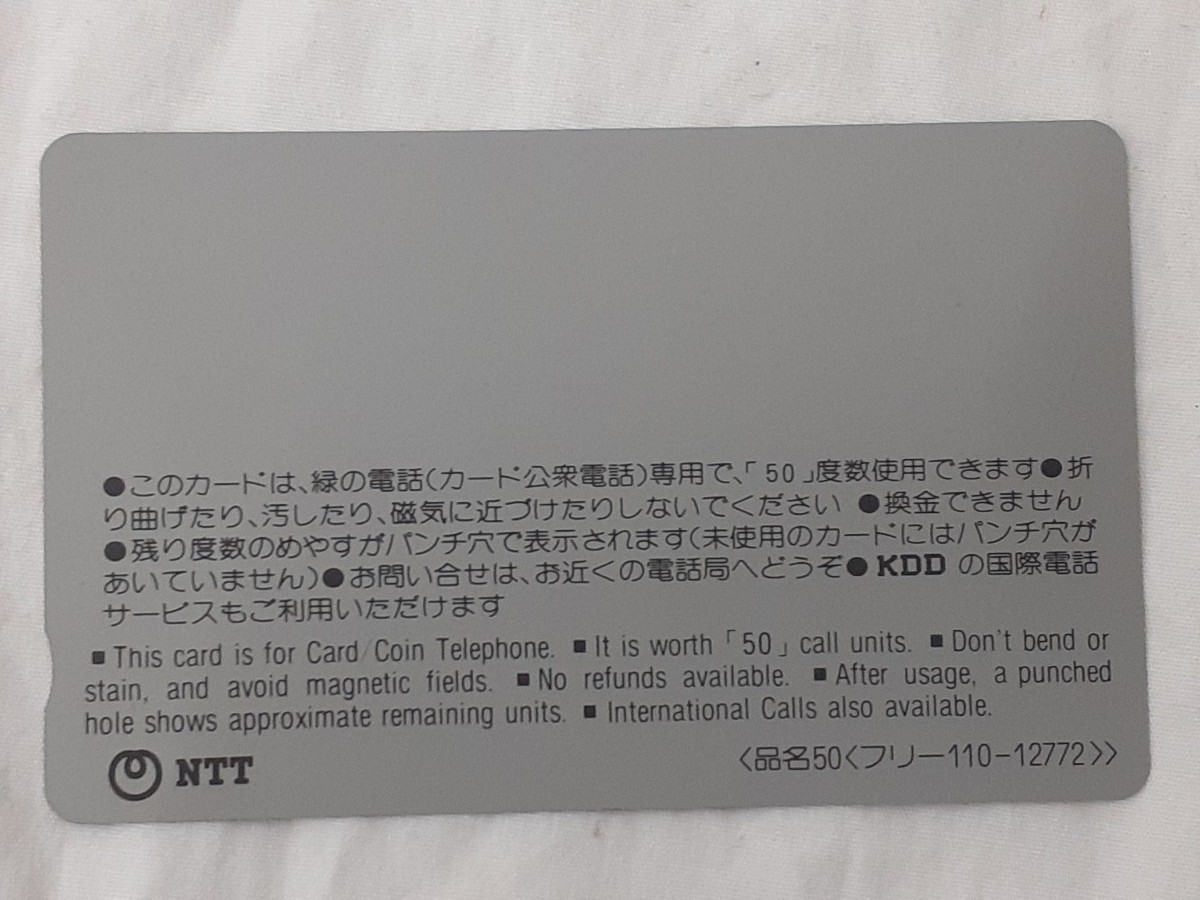 ●このカードは、緑の電話(カード公衆電話)専用で、「50」度数使用できます●折
り曲げたり、汚したり、磁気に近づけたりしないでください ●換金できません
●残り度数のめやすがパンチ穴で表示されます(未使用のカードにはパンチ穴が
あいていません)●お問い合せは、お近くの電話局へどうぞ●KDDの国際電話
サービスもご利用いただけます
■This card is for Card/Coin Telephone. ■It is worth「50」call units. ■Don't bend or
stain, and avoid magnetic fields. ■No refunds available. ■After usage, a punched
hole shows approximate remaining units. ■International Calls also available.
NTT
〈品名50〈フリー110-12772〉〉